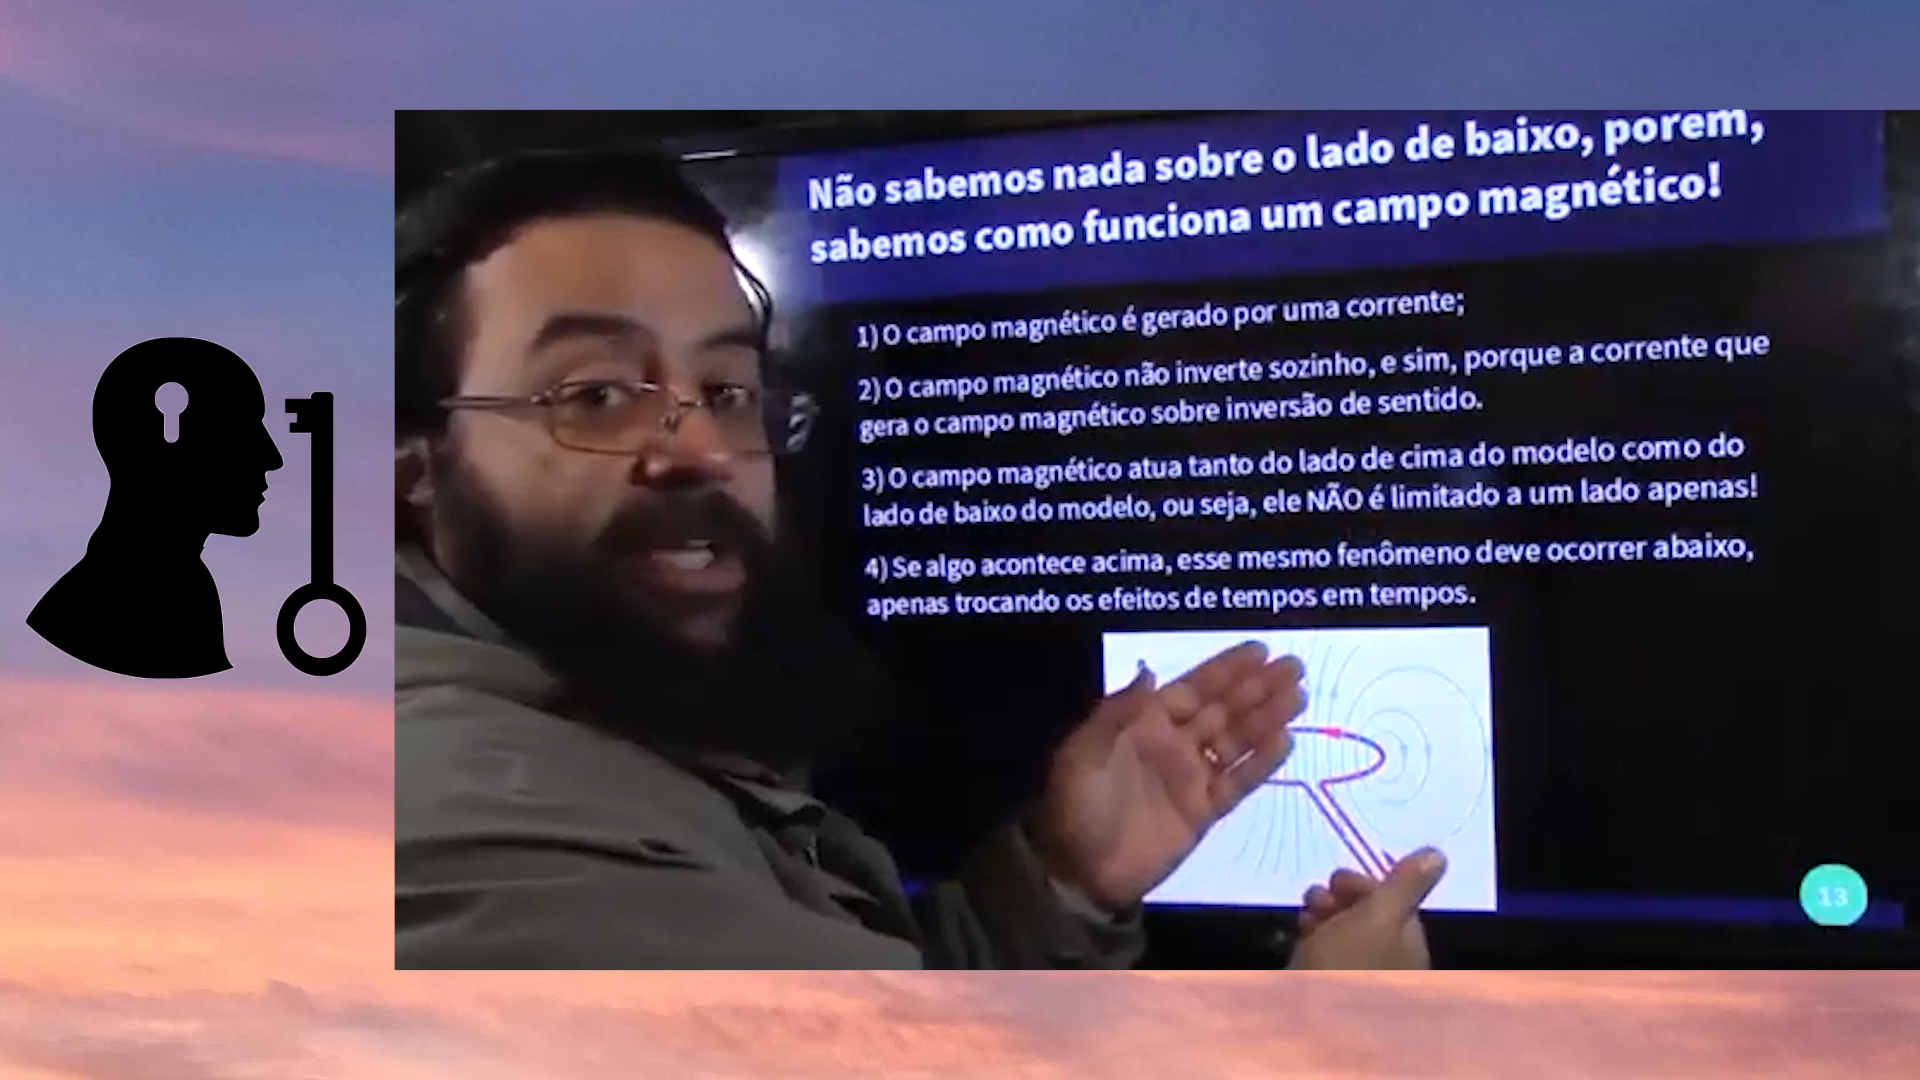 Não sabemos nada sobre o lado de baixo, porém,
sabemos como funciona um campo magnético!
1) O campo magnético é gerado por uma corrente;
2) O campo magnético não inverte sozinho, e sim, porque a corrente que
gera o campo magnético sobre inversão de sentido.
3) O campo magnético atua tanto do lado de cima do modelo como do
lado de baixo do modelo, ou seja, ele NÃO é limitado a um lado apenas!
4) Se algo acontece acima, esse mesmo fenômeno deve ocorrer abaixo,
apenas trocando os efeitos de tempos em tempos.
13